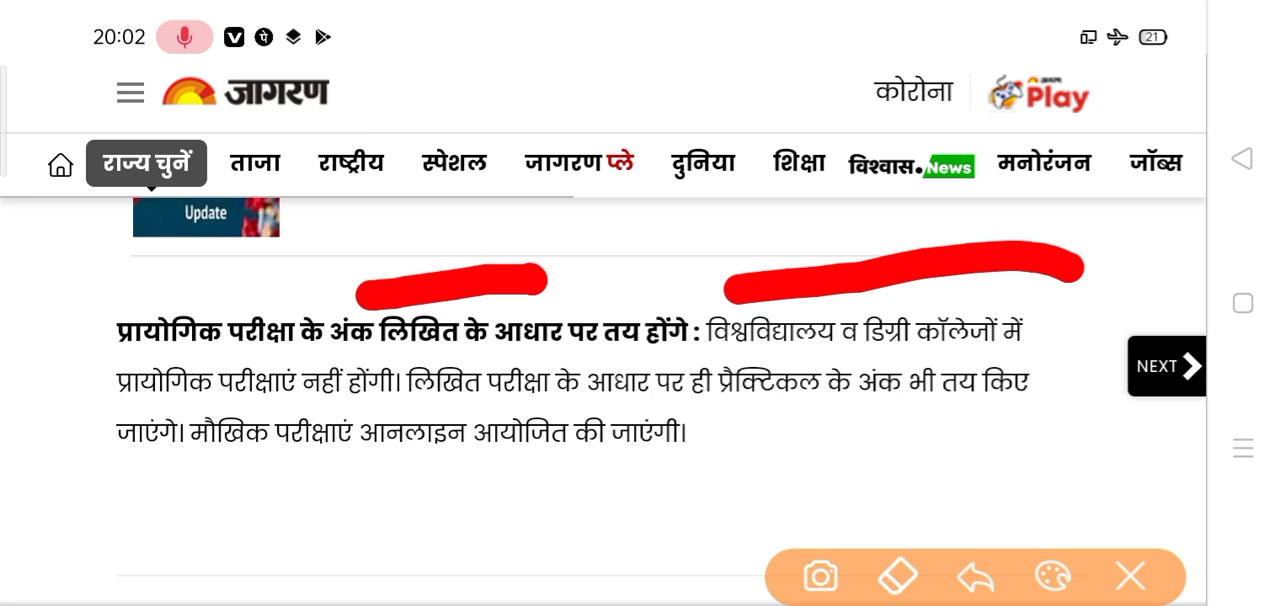 20:02
21
जागरण
कोरोना
Play
राज्य चुनें ताजा राष्ट्रीय स्पेशल जागरण प्ले दुनिया शिक्षा विश्वास.News मनोरंजन जॉब्स
Update
प्रायोगिक परीक्षा के अंक लिखित के आधार पर तय होंगे : विश्वविद्यालय व डिग्री कॉलेजों में
प्रायोगिक परीक्षाएं नहीं होंगी। लिखित परीक्षा के आधार पर ही प्रैक्टिकल के अंक भी तय किए
जाएंगे। मौखिक परीक्षाएं आनलाइन आयोजित की जाएंगी।
NEXT